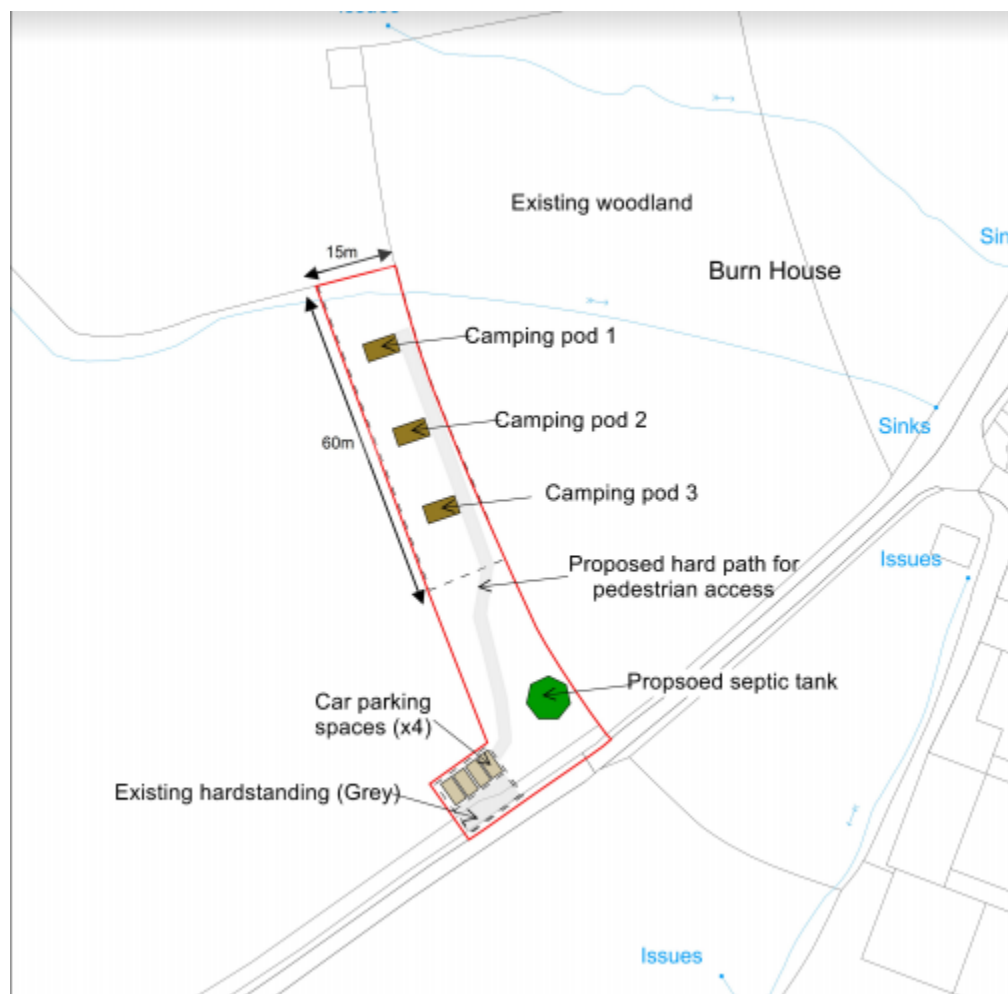 Issues
Existing woodland
Sin
15m
Burn House
Camping pod 1
Camping pod 2
Sinks
60m
Camping pod 3
Issues
Proposed hard path for
pedestrian access
Propsoed septic tank
Car parking
spaces (x4)
Existing hardstanding (Grey)
Issues